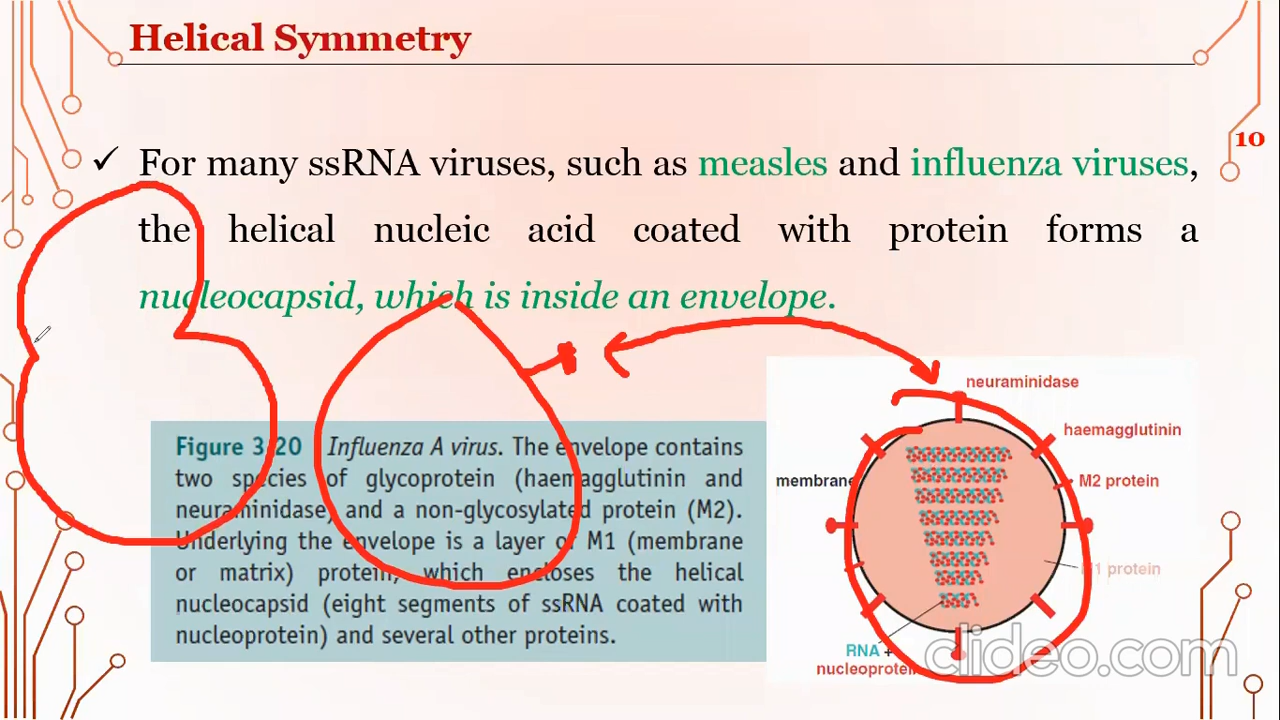 Helical Symmetry
10
✓ For many ssRNA viruses, such as measles and influenza viruses,
the helical nucleic acid coated with protein forms a
nucleocapsid, which is inside an envelope.
Figure 3.20 Influenza A virus. The envelope contains
two species of glycoprotein (haemagglutinin and
neuraminidase) and a non-glycosylated protein (M2).
Underlying the envelope is a layer of M1 (membrane
or matrix) protein, which encloses the helical
nucleocapsid (eight segments of ssRNA coated with
nucleoprotein) and several other proteins.
neuraminidase
haemagglutinin
membrane
M2 protein
M1 protein
RNA +
nucleoprotein
clideo.com